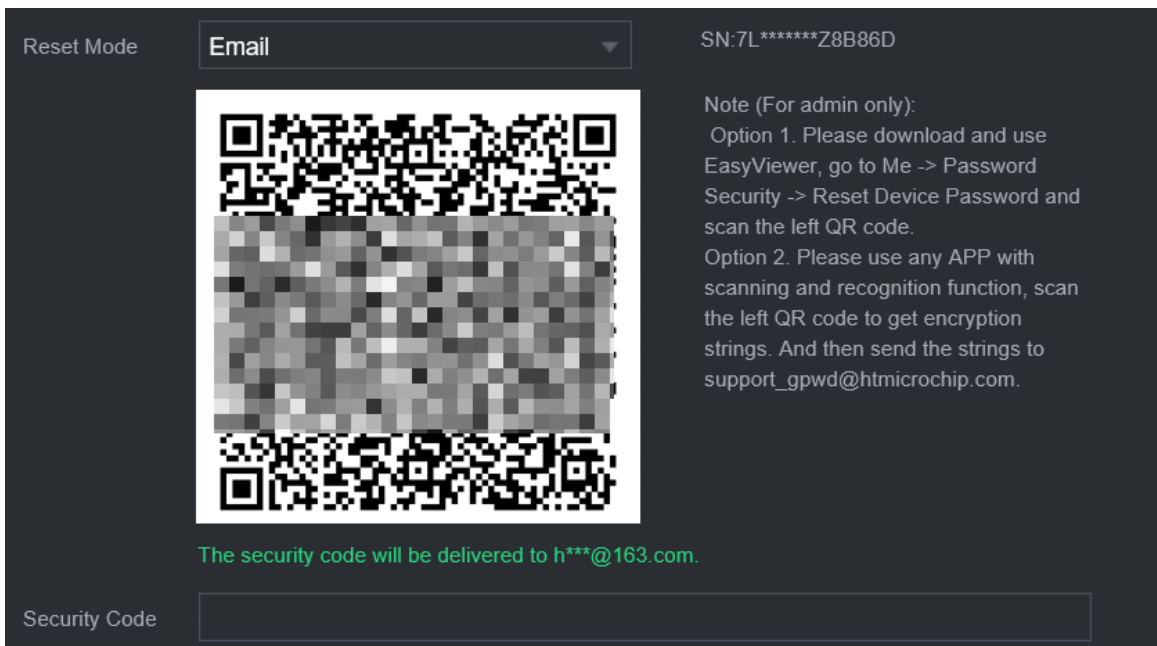 Reset Mode
Email
SN:7L*******Z8B86D
Note (For admin only):
Option 1. Please download and use
EasyViewer, go to Me -> Password
Security -> Reset Device Password and
scan the left QR code.
Option 2. Please use any APP with
scanning and recognition function, scan
the left QR code to get encryption
strings. And then send the strings to
support_gpwd@htmicrochip.com.
The security code will be delivered to h***@163.com.
Security Code